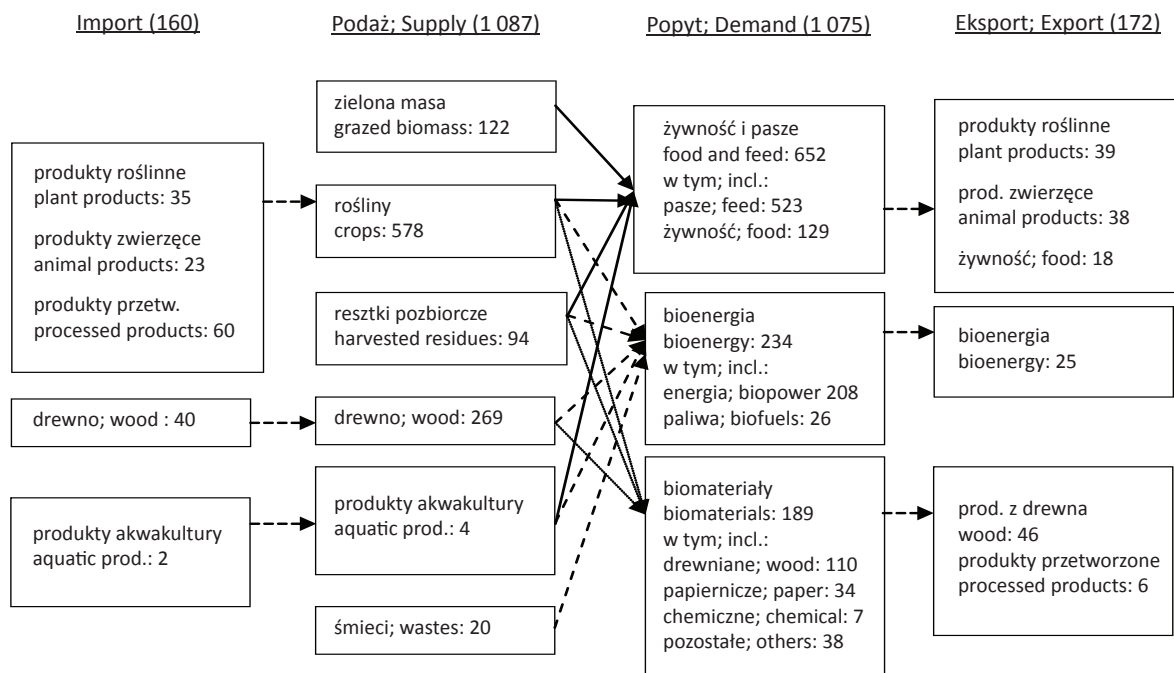 Import (160)
Podaż; Supply (1 087)
Popyt; Demand (1 075)
Eksport; Export (172)
produkty roślinne
plant products: 35
produkty zwierzęce
animal products: 23
produkty przetw.
processed products: 60
drewno; wood : 40
produkty akwakultury
aquatic prod.: 2
zielona masa
grazed biomass: 122
rośliny
crops: 578
resztki pozbiorcze
harvested residues: 94
drewno; wood: 269
produkty akwakultury
aquatic prod.: 4
śmieci; wastes: 20
żywność i pasze
food and feed: 652
w tym; incl.:
pasze; feed: 523
żywność; food: 129
bioenergia
bioenergy: 234
w tym; incl.:
energia; biopower 208
paliwa; biofuels: 26
biomateriały
biomaterials: 189
w tym; incl.:
drewniane; wood: 110
papiernicze; paper: 34
chemiczne; chemical: 7
pozostałe; others: 38
produkty roślinne
plant products: 39
prod. zwierzęce
animal products: 38
żywność; food: 18
bioenergia
bioenergy: 25
prod. z drewna
wood: 46
produkty przetworzone
processed products: 6